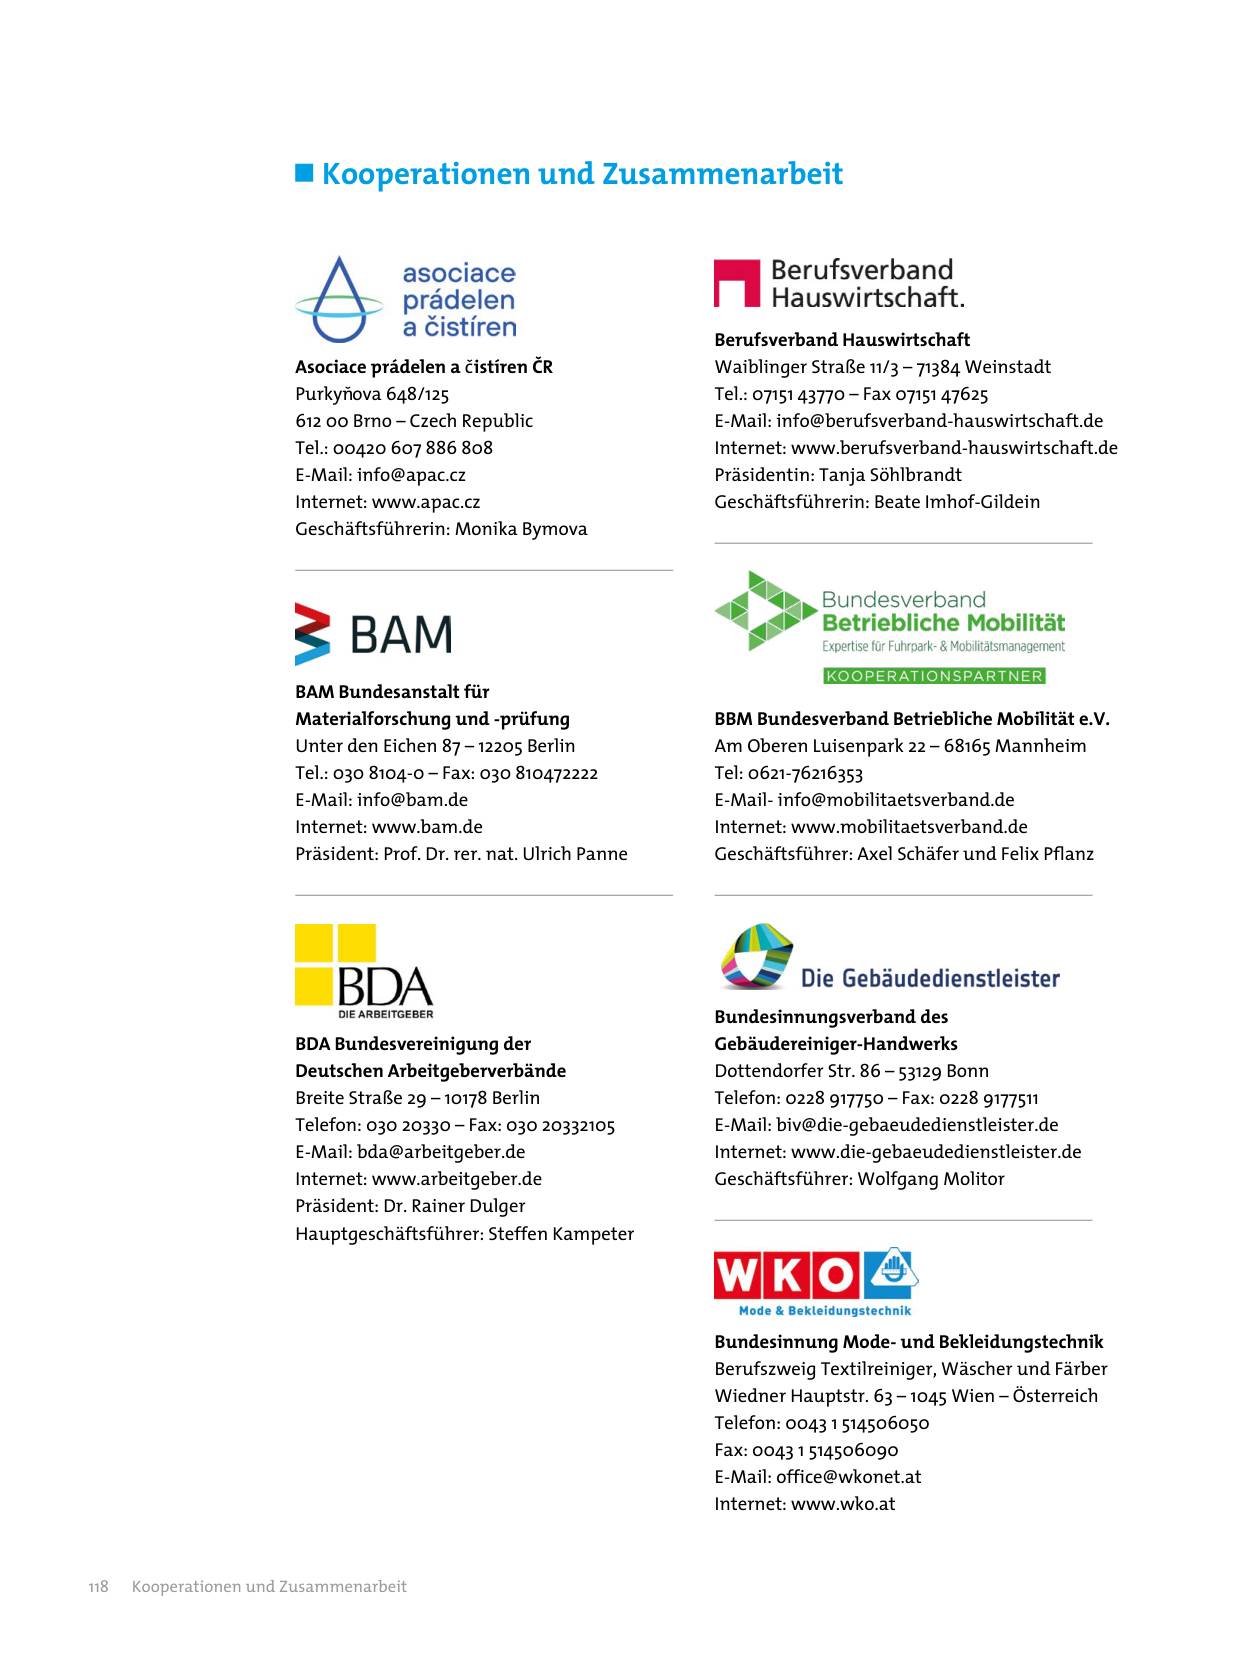 Kooperationen und Zusammenarbeit
asociace
prádelen
a čistíren
Asociace prádelen a čistíren ČR
Purkyňova 648/125
612 00 Brno – Czech Republic
Tel.: 00420 607 886 808
E-Mail: info@apac.cz
Internet: www.apac.cz
Geschäftsführerin: Monika Bymova
BAM
BAM Bundesanstalt für
Materialforschung und -prüfung
Unter den Eichen 87 – 12205 Berlin
Tel.: 030 8104-0 – Fax: 030 810472222
E-Mail: info@bam.de
Internet: www.bam.de
Präsident: Prof. Dr. rer. nat. Ulrich Panne
BDA
DIE ARBEITGEBER
BDA Bundesvereinigung der
Deutschen Arbeitgeberverbände
Breite Straße 29 – 10178 Berlin
Telefon: 030 20330 – Fax: 030 20332105
E-Mail: bda@arbeitgeber.de
Internet: www.arbeitgeber.de
Präsident: Dr. Rainer Dulger
Hauptgeschäftsführer: Steffen Kampeter
Berufsverband
Hauswirtschaft.
Berufsverband Hauswirtschaft
Waiblinger Straße 11/3 – 71384 Weinstadt
Tel.: 07151 43770 – Fax 07151 47625
E-Mail: info@berufsverband-hauswirtschaft.de
Internet: www.berufsverband-hauswirtschaft.de
Präsidentin: Tanja Söhlbrandt
Geschäftsführerin: Beate Imhof-Gildein
Bundesverband
Betriebliche Mobilität
Expertise für Fuhrpark- & Mobilitätsmanagement
KOOPERATIONSPARTNER
BBM Bundesverband Betriebliche Mobilität e.V.
Am Oberen Luisenpark 22 – 68165 Mannheim
Tel: 0621-76216353
E-Mail- info@mobilitaetsverband.de
Internet: www.mobilitaetsverband.de
Geschäftsführer: Axel Schäfer und Felix Pflanz
Die Gebäudedienstleister
Bundesinnungsverband des
Gebäudereiniger-Handwerks
Dottendorfer Str. 86 – 53129 Bonn
Telefon: 0228 917750 – Fax: 0228 9177511
E-Mail: biv@die-gebaeudedienstleister.de
Internet: www.die-gebaeudedienstleister.de
Geschäftsführer: Wolfgang Molitor
WKO
Mode & Bekleidungstechnik
Bundesinnung Mode- und Bekleidungstechnik
Berufszweig Textilreiniger, Wäscher und Färber
Wiedner Hauptstr. 63 – 1045 Wien – Österreich
Telefon: 0043 1 514506050
Fax: 0043 1 514506090
E-Mail: office@wkonet.at
Internet: www.wko.at
118 Kooperationen und Zusammenarbeit